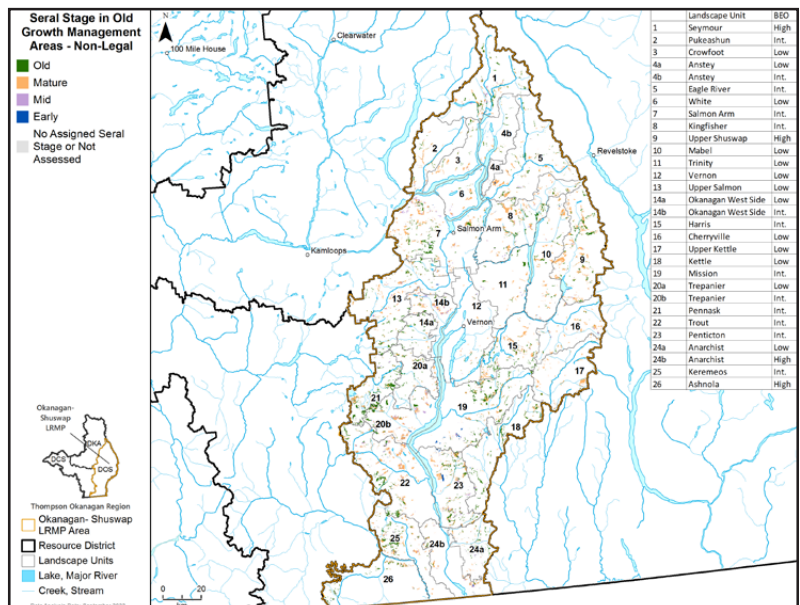 Seral Stage in Old
Growth Management
Areas - Non-Legal
Old
Mature
Mid
Early
No Assigned Seral
Stage or Not
Assessed
Okanagan-
Shuswap
LRMP
DKA
DCS
DCS
Thompson Okanagan Region
Okanagan- Shuswap
LRMP Area
Resource District
Landscape Units
Lake, Major River
Creek, Stream
N
100 Mile House
Clearwater
Revelstoke
Kamloops
Salmon Arm
Vernon
1
2
3
4b
4a
5
6
7
8
9
10
11
12
13
14b
14a
15
16
17
18
19
20a
21
20b
22
23
24b
24a
25
26
0 10 20
Landscape Unit BEO
1 Seymour High
2 Pukeashun Int.
3 Crowfoot Low
4a Anstey Low
4b Anstey Int.
5 Eagle River Int.
6 White Low
7 Salmon Arm Int.
8 Kingfisher Int.
9 Upper Shuswap High
10 Mabel Low
11 Trinity Low
12 Vernon Low
13 Upper Salmon Low
14a Okanagan West Side Low
14b Okanagan West Side Int.
15 Harris Int.
16 Cherryville Low
17 Upper Kettle Low
18 Kettle Low
19 Mission Int.
20a Trepanier Low
20b Trepanier Int.
21 Pennask Int.
22 Trout Int.
23 Penticton Int.
24a Anarchist Low
24b Anarchist High
25 Keremeos Int.
26 Ashnola High